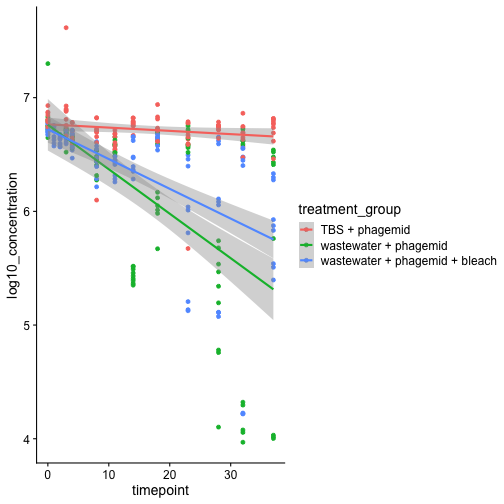 7
6
5
4
log10_concentration
0
10
20
30
timepoint
treatment_group
TBS + phagemid
wastewater + phagemid
wastewater + phagemid + bleach